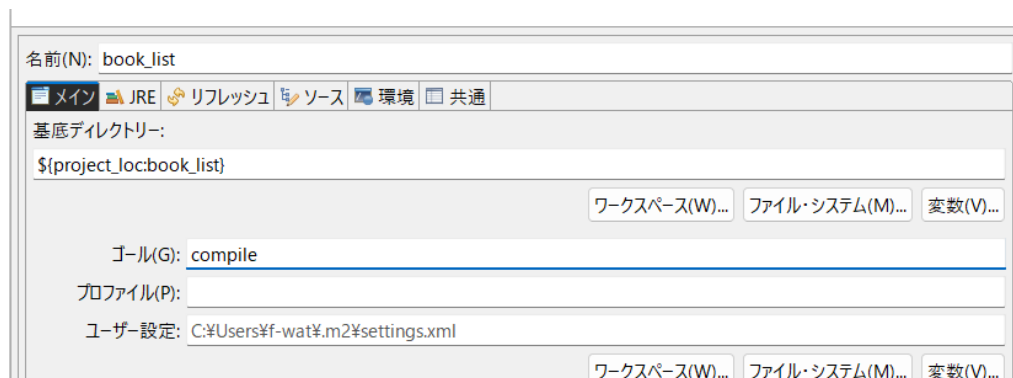 名前(N): book_list
メイン JRE リフレッシュ ソース 環境 共通
基底ディレクトリー:
${project_loc:book_list}
ワークスペース(W)... ファイル・システム(M)... 変数(V)...
ゴール(G): compile
プロファイル(P):
ユーザー設定: C:¥Users¥f-wat¥.m2¥settings.xml
ワークスペース(W)... ファイル・システム(M)... 変数(V)...